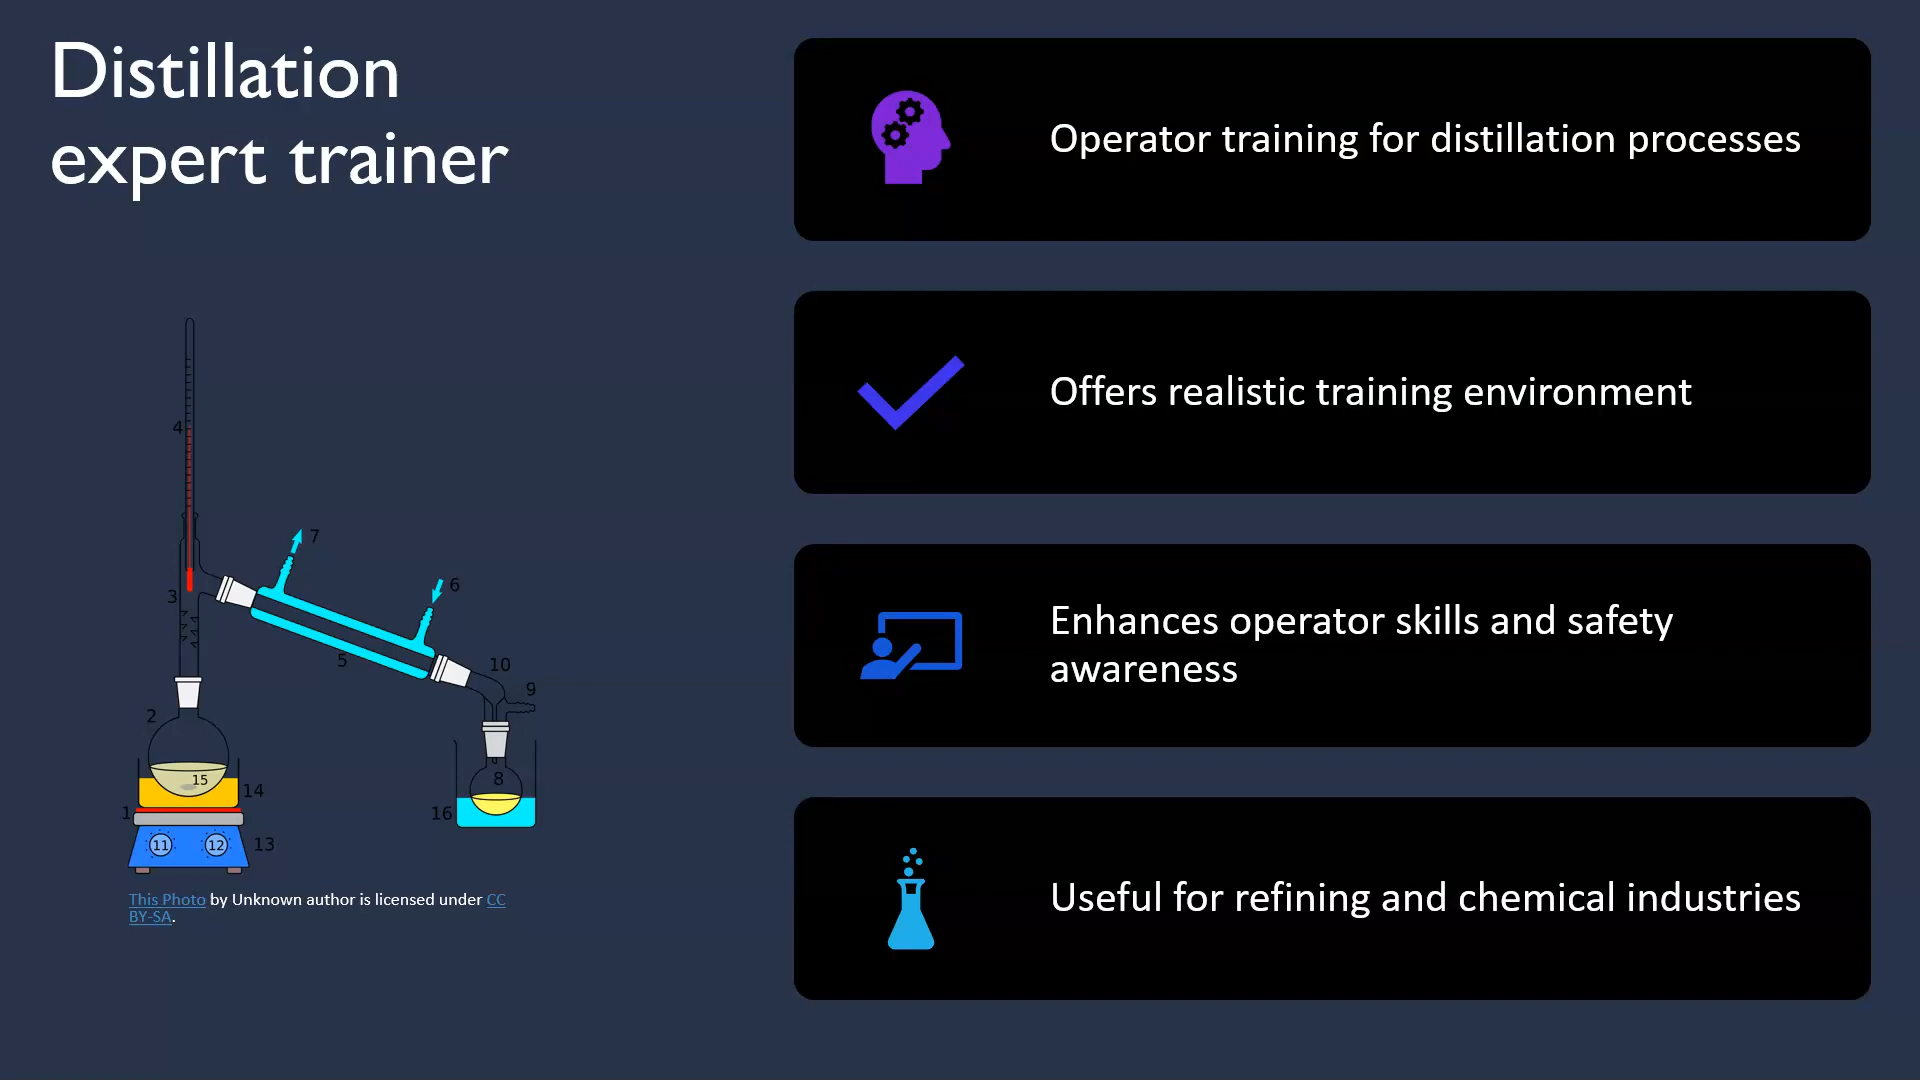 Distillation
expert trainer
Operator training for distillation processes
Offers realistic training environment
Enhances operator skills and safety
awareness
Useful for refining and chemical industries
4
7
6
3
5
10
9
2
15
8
14
1
16
11
12
13
This Photo by Unknown author is licensed under CC
BY-SA.